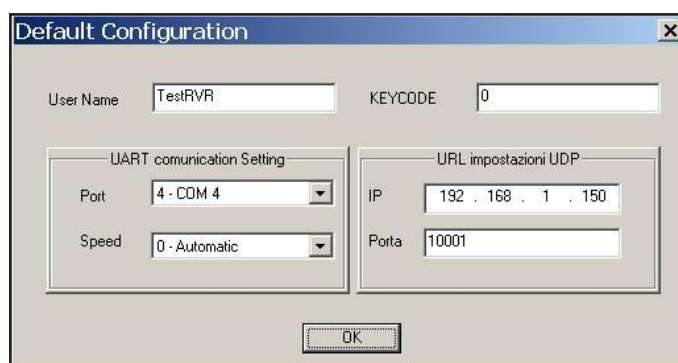 Default Configuration
User Name TestRVR KEYCODE 0
UART comunication Setting
Port 4 - COM 4
Speed 0 - Automatic
URL impostazioni UDP
IP 192 . 168 . 1 . 150
Porta 10001
OK